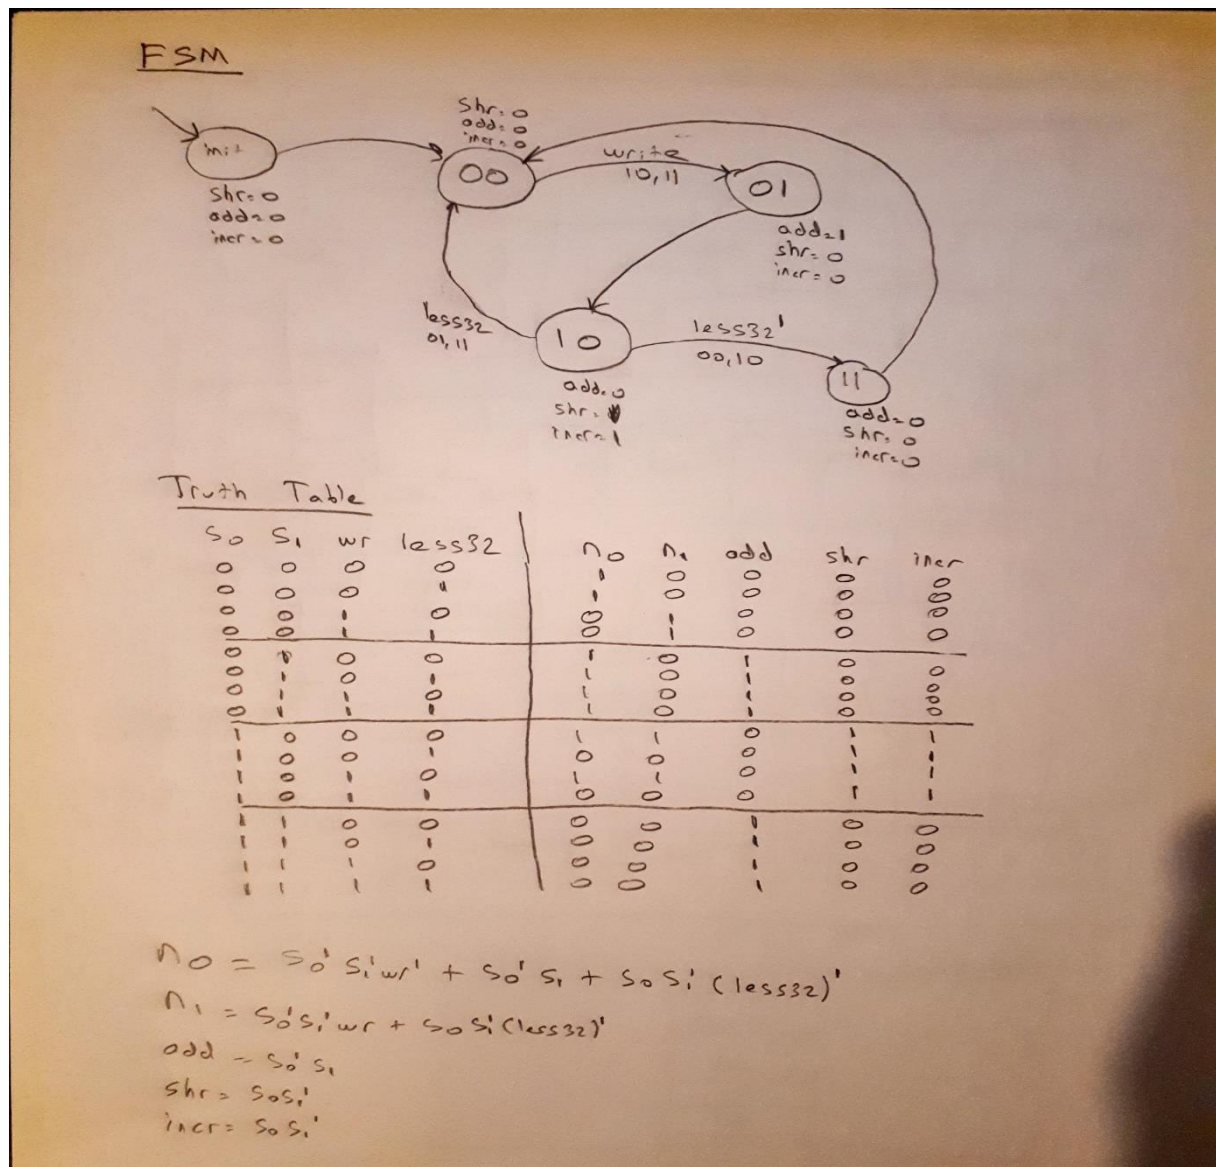 FSM
init
shr=0
add=0
incr=0
shr=0
add=0
incr=0
00
write
10,11
01
add=1
shr=0
incr=0
less32
01,11
10
add=0
shr=
incr=1
less32'
00,10
11
add=0
shr=0
incr=0
Truth Table
S0 S1 wr less32 n0 n1 add shr incr
0 0 0 0 1 0 0 0 0
0 0 0 1 1 0 0 0 0
0 0 1 0 0 1 0 0 0
0 0 1 1 0 1 0 0 0
0 1 0 0 1 0 1 0 0
0 1 0 1 1 0 1 0 0
0 1 1 0 1 0 1 0 0
0 1 1 1 1 0 1 0 0
1 0 0 0 1 1 0 1 1
1 0 0 1 0 0 0 1 1
1 0 1 0 1 1 0 1 1
1 0 1 1 0 0 0 1 1
1 1 0 0 0 0 1 0 0
1 1 0 1 0 0 1 0 0
1 1 1 0 0 0 1 0 0
1 1 1 1 0 0 1 0 0
n0 = S0'S1'wr' + S0'S1 + S0S1'(less32)'
n1 = S0'S1'wr + S0S1'(less32)'
add = S0'S1
shr = S0S1'
incr = S0S1'